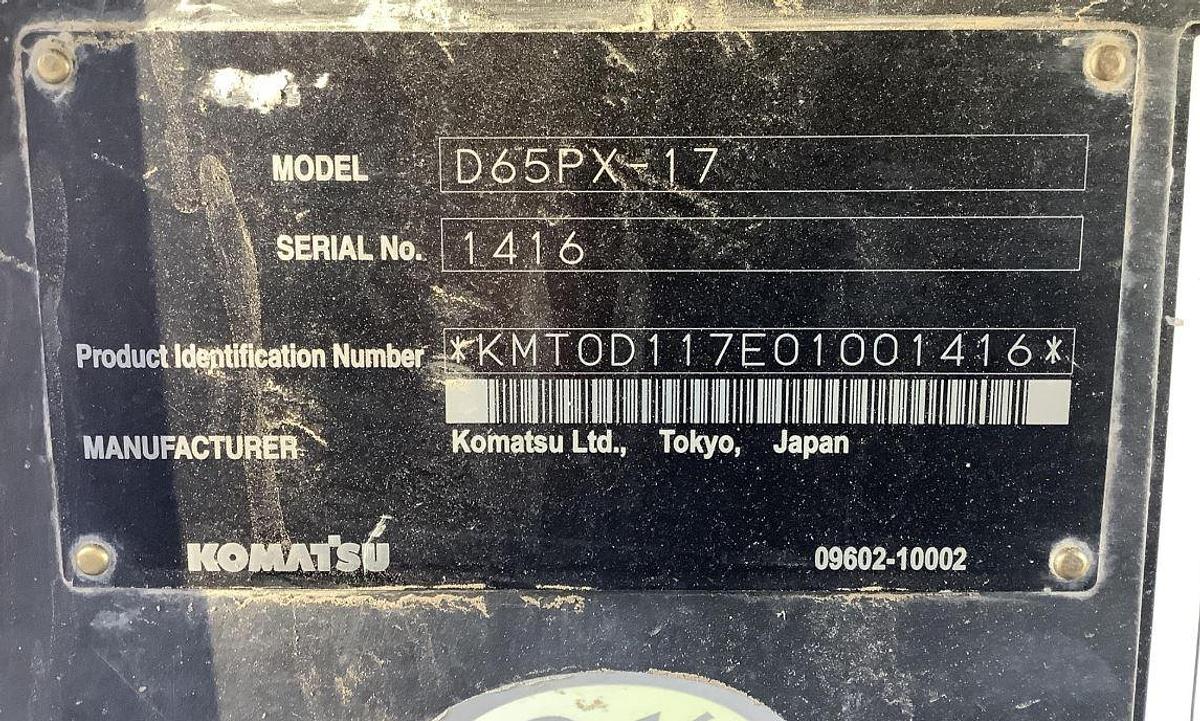 MODEL D65PX-17
SERIAL No. 1416
Product Identification Number *KMT0D117E01001416*
MANUFACTURER Komatsu Ltd., Tokyo, Japan
KOMATSU 09602-10002